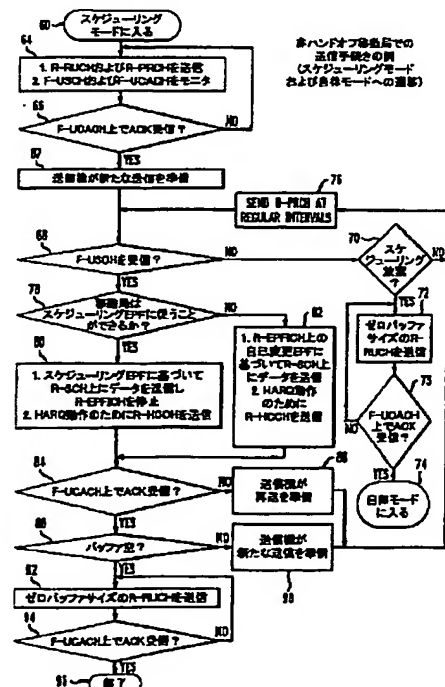 60
スケジューリング
モードに入る
64
1. R-RUCHおよびR-PRCHを送信
2. F-USCHおよびF-UCACHをモニタ
非ハンドオフ移動局での
送信手続きの例
(スケジューリングモード
および自律モードへの遷移)
66
F-UCACH上でACK受信?
NO
YES
67
送信機が新たな送信を準備
76
SEND R-PRCH AT
REGULAR INTERVALS
68
F-USCHを受信?
NO
YES
70
スケ
ジューリング
放棄
?
NO
YES
78
移動局は
スケジューリングEPFに使うこと
ができるか?
NO
YES
72
ゼロバッファ
サイズのR-
RUCHを送信
80
1. スケジューリングEPFに基づいて
R-SCH上にデータを送信し
R-EPFICHを停止
2. HARQ動作のためにR-HCCHを送信
82
1. R-EPFICH上の
自己変更EPFに
基づいてR-SCH上
にデータを送信
2. HARQ動作の
ために
R-HCCHを送信
73
F-UCACH
上でACK
受信?
NO
YES
74
自律モード
に入る
84
F-UCACH上でACK受信?
NO
YES
送信機が
再送を準備
バッファ空?
NO
YES
送信機が
新たな送信を準備
92
ゼロバッファサイズのR-RUCHを送信
94
F-UCACH上でACK受信?
NO
YES
終了